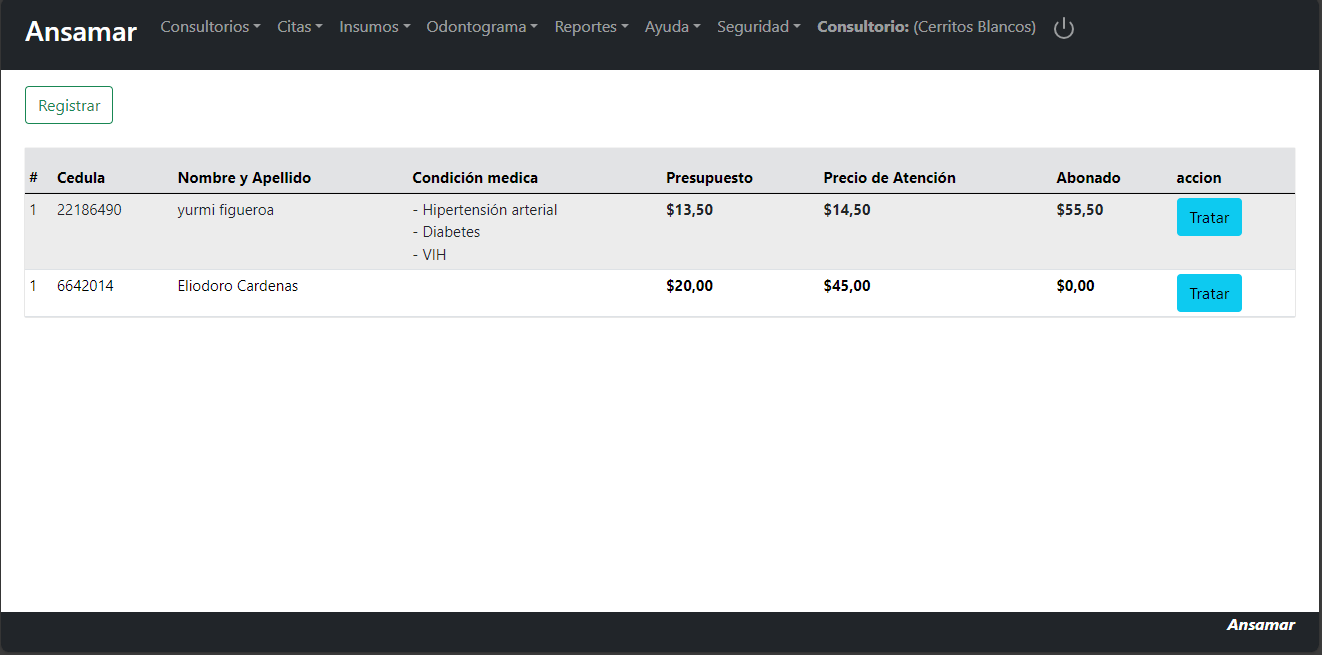 Ansamar Consultorios Citas Insumos Odontograma Reportes Ayuda Seguridad Consultorio: (Cerritos Blancos)
Registrar
# Cedula Nombre y Apellido Condición medica Presupuesto Precio de Atención Abonado accion
1 22186490 yurmi figueroa - Hipertensión arterial $13,50 $14,50 $55,50 Tratar
- Diabetes
- VIH
1 6642014 Eliodoro Cardenas $20,00 $45,00 $0,00 Tratar
Ansamar